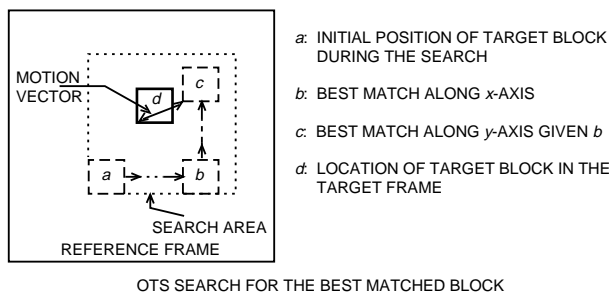 MOTION
VECTOR
d
c
a
b
SEARCH AREA
REFERENCE FRAME
a: INITIAL POSITION OF TARGET BLOCK
DURING THE SEARCH
b: BEST MATCH ALONG x-AXIS
c: BEST MATCH ALONG y-AXIS GIVEN b
d: LOCATION OF TARGET BLOCK IN THE
TARGET FRAME
OTS SEARCH FOR THE BEST MATCHED BLOCK